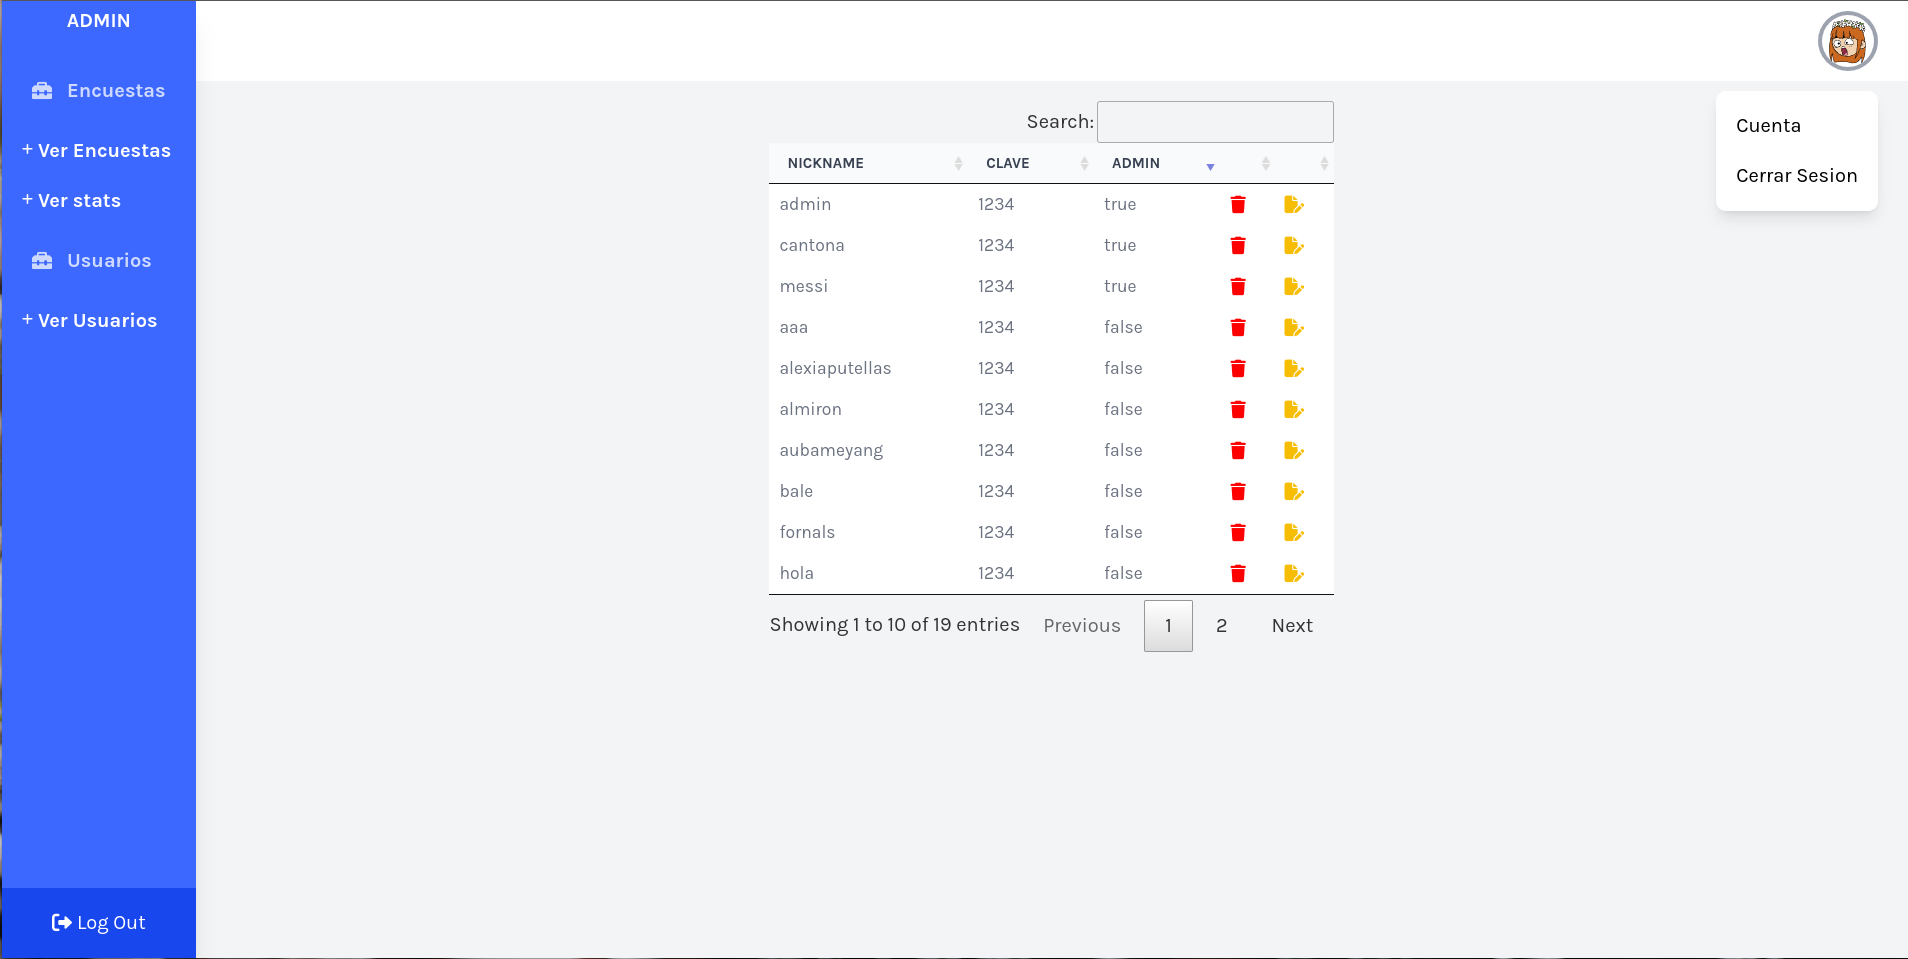 ADMIN
Encuestas
+ Ver Encuestas
+ Ver stats
Usuarios
+ Ver Usuarios
Log Out
Cuenta
Cerrar Sesion
Search:
NICKNAME CLAVE ADMIN
admin 1234 true
cantona 1234 true
messi 1234 true
aaa 1234 false
alexiaputellas 1234 false
almiron 1234 false
aubameyang 1234 false
bale 1234 false
fornals 1234 false
hola 1234 false
Showing 1 to 10 of 19 entries Previous 1 2 Next